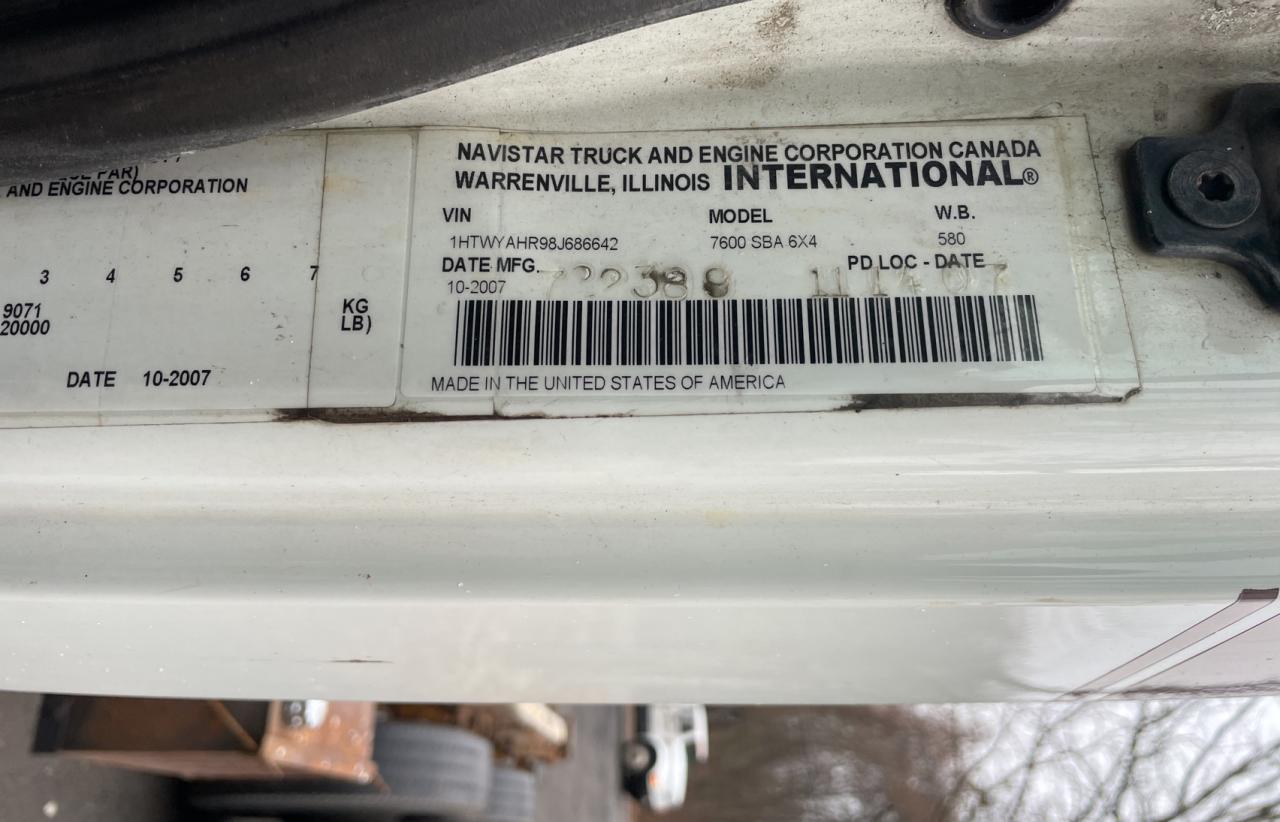 AND ENGINE CORPORATION
3 4 5 6 7
9071
20000
KG
LB)
DATE 10-2007
NAVISTAR TRUCK AND ENGINE CORPORATION CANADA
WARRENVILLE, ILLINOIS INTERNATIONAL®
VIN MODEL W.B.
1HTWYAHR98J686642 7600 SBA 6X4 580
DATE MFG. PD LOC - DATE
10-2007 111407
MADE IN THE UNITED STATES OF AMERICA